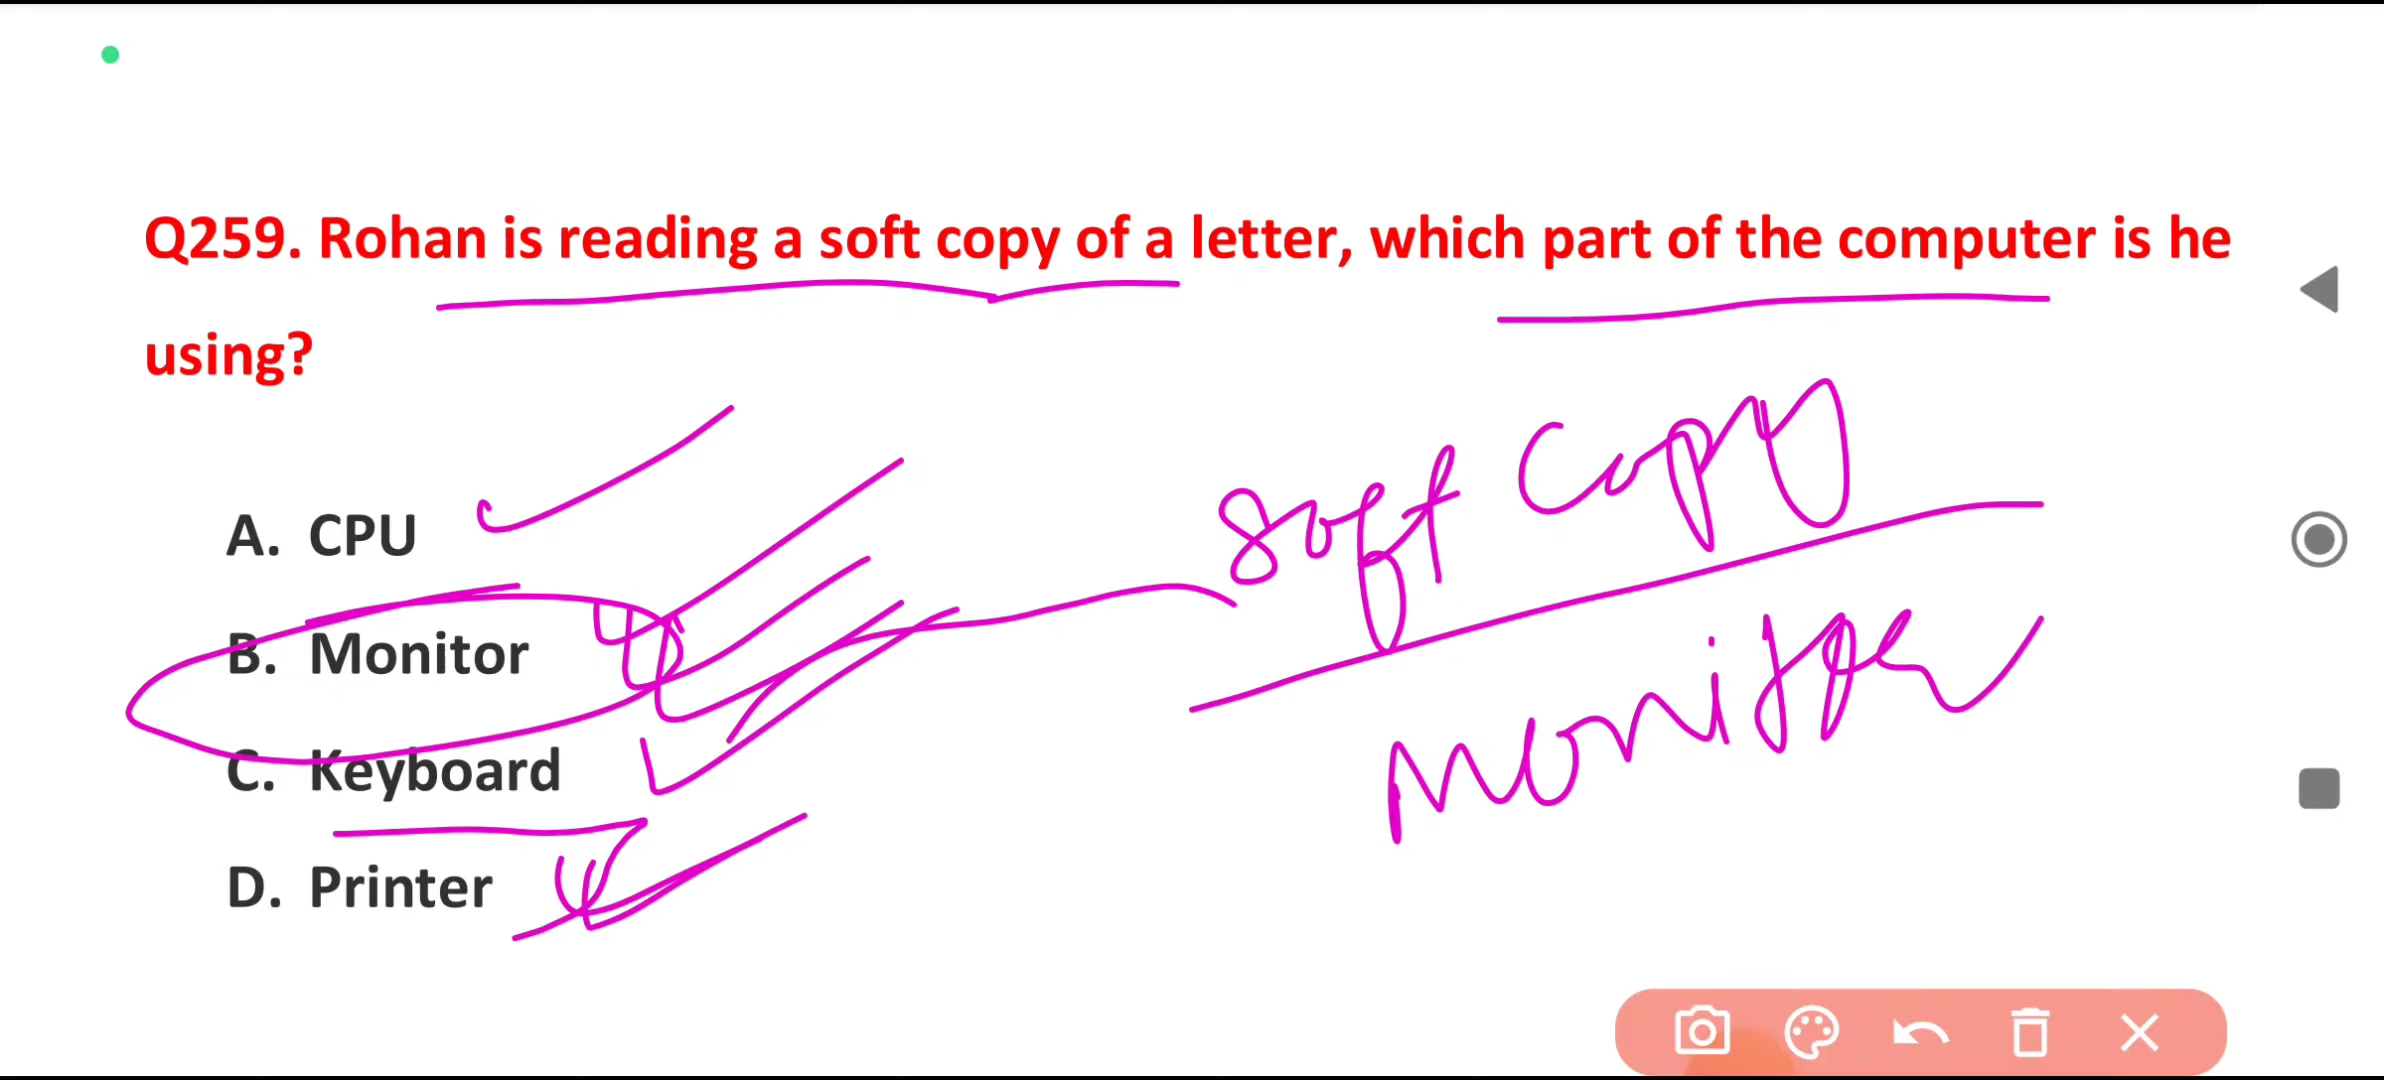 Q259. Rohan is reading a soft copy of a letter, which part of the computer is he
using?
Soft Copy
A. CPU
B. Monitor
Monitor
C. Keyboard
D. Printer